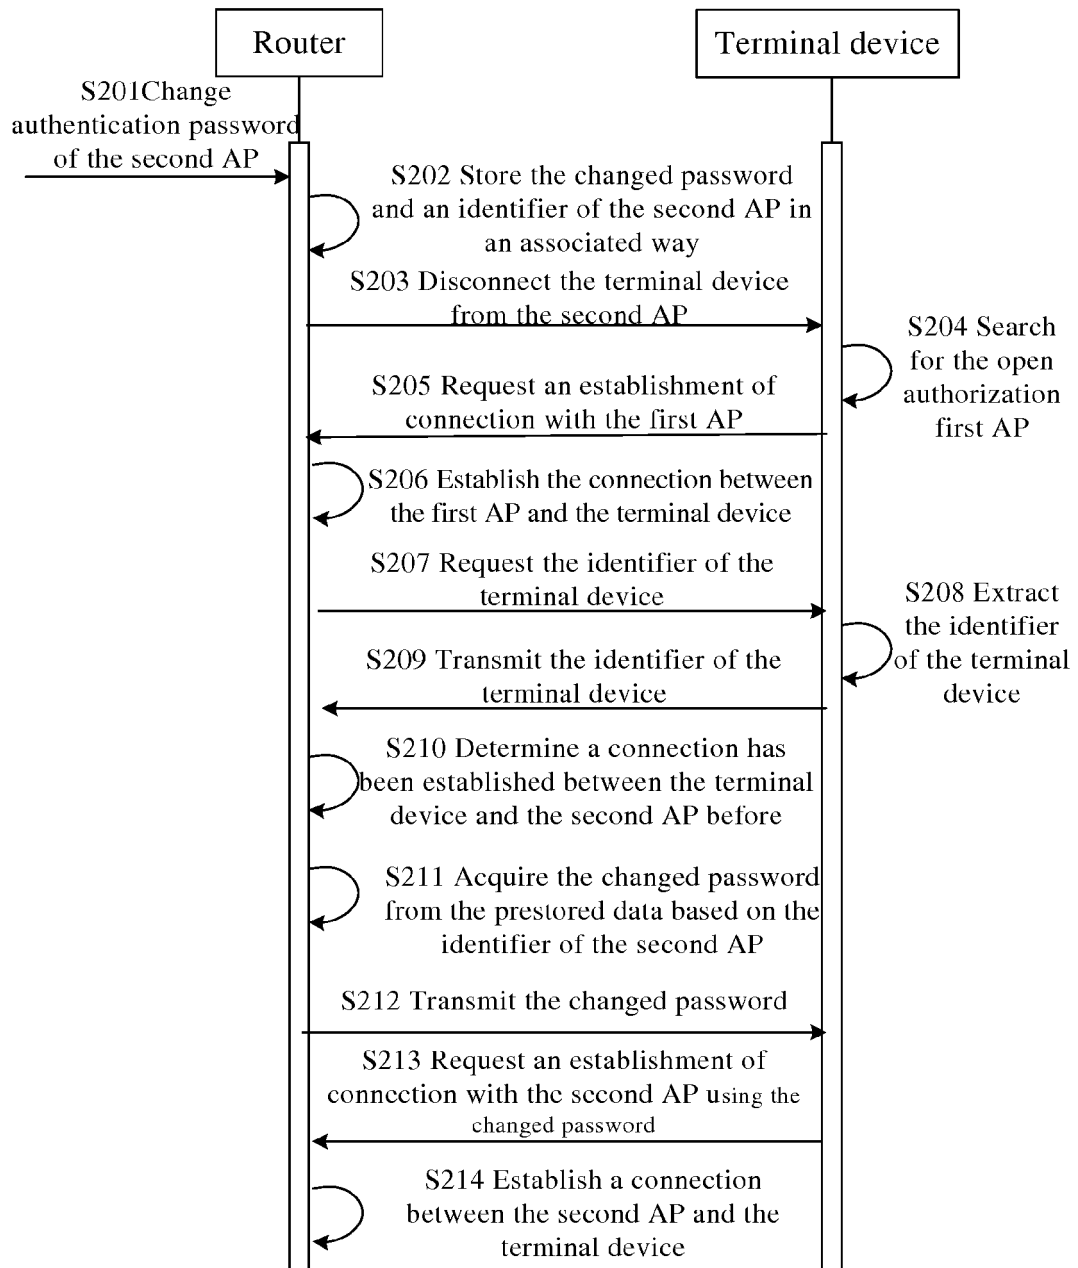 Router
Terminal device
S201Change
authentication password
of the second AP
S202 Store the changed password
and an identifier of the second AP in
an associated way
S203 Disconnect the terminal device
from the second AP
S204 Search
for the open
authorization
first AP
S205 Request an establishment of
connection with the first AP
S206 Establish the connection between
the first AP and the terminal device
S207 Request the identifier of the
terminal device
S208 Extract
the identifier
of the terminal
device
S209 Transmit the identifier of the
terminal device
S210 Determine a connection has
been established between the terminal
device and the second AP before
S211 Acquire the changed password
from the prestored data based on the
identifier of the second AP
S212 Transmit the changed password
S213 Request an establishment of
connection with the second AP using the
changed password
S214 Establish a connection
between the second AP and the
terminal device